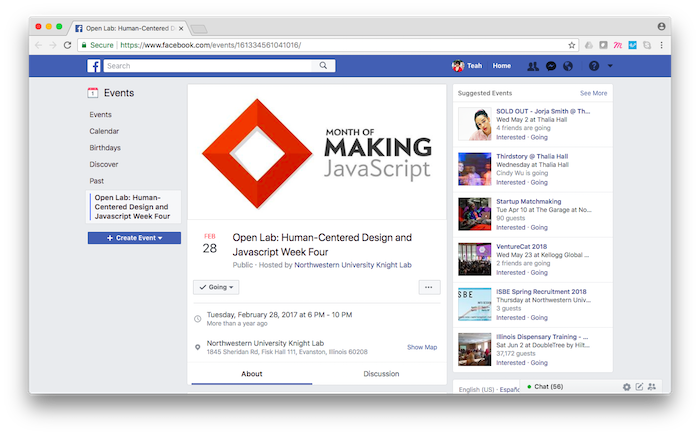 Open Lab: Human-Centered D
Secure
https://www.facebook.com/events/161334561041016/
Search
Teah
Home
Events
Events
Calendar
Birthdays
Discover
Past
Open Lab: Human-
Centered Design and
Javascript Week Four
+ Create Event
MONTH OF
MAKING
JavaScript
FEB
28
Open Lab: Human-Centered Design and
Javascript Week Four
Public · Hosted by Northwestern University Knight Lab
Going
Tuesday, February 28, 2017 at 6 PM - 10 PM
More than a year ago
Northwestern University Knight Lab
1845 Sheridan Rd, Fisk Hall 111, Evanston, Illinois 60208
Show Map
About
Discussion
Suggested Events
See More
SOLD OUT - Jorja Smith @ Th...
Wed May 2 at Thalia Hall
4 friends are going
Interested · Going
Thirdstory @ Thalia Hall
Wed May 9 at Thalia Hall
Cindy Wu is going
Interested · Going
Startup Matchmaking
Tue Apr 10 at The Garage at No...
90 guests
Interested · Going
VentureCat 2018
Wed May 23 at Kellogg Global ...
2 friends are going
Interested · Going
ISBE
ISBE Spring Recruitment 2018
Thursday at Northwestern Univ...
3 guests
Interested · Going
Illinois Dispensary Training - ...
Sat Jun 2 at DoubleTree by Hilt...
37,172 guests
Interested · Going
English (US) · Español
Chat (56)